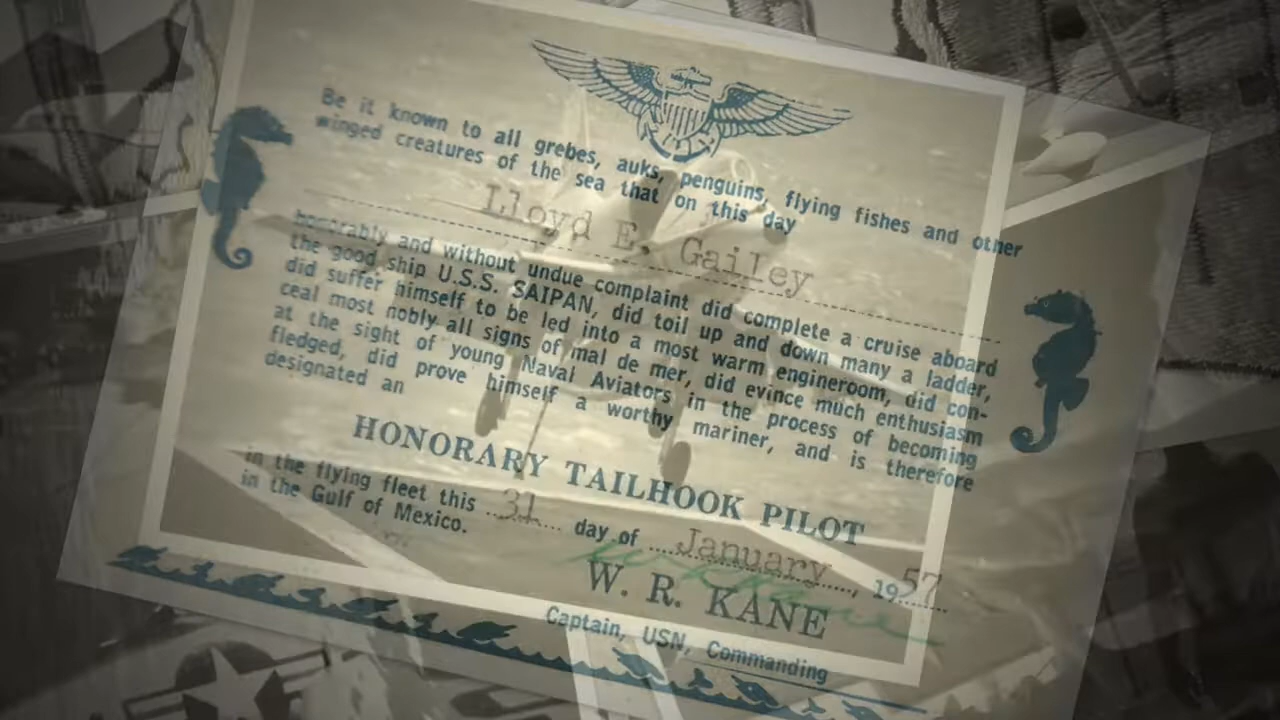 Be it known to all grebes, auks, penguins, flying fishes and other
winged creatures of the sea that on this day
Lloyd E. Gailey
honorably and without undue complaint did complete a cruise aboard
the good ship U.S.S. SAIPAN, did toil up and down many a ladder,
did suffer himself to be led into a most warm engineroom, did con-
ceal most nobly all signs of mal de mer, did evince much enthusiasm
at the sight of young Naval Aviators in the process of becoming
fledged, did prove himself a worthy mariner, and is therefore
designated an
HONORARY TAILHOOK PILOT
in the flying fleet this 31 day of January, 1957
in the Gulf of Mexico.
W. R. KANE
Captain, USN, Commanding